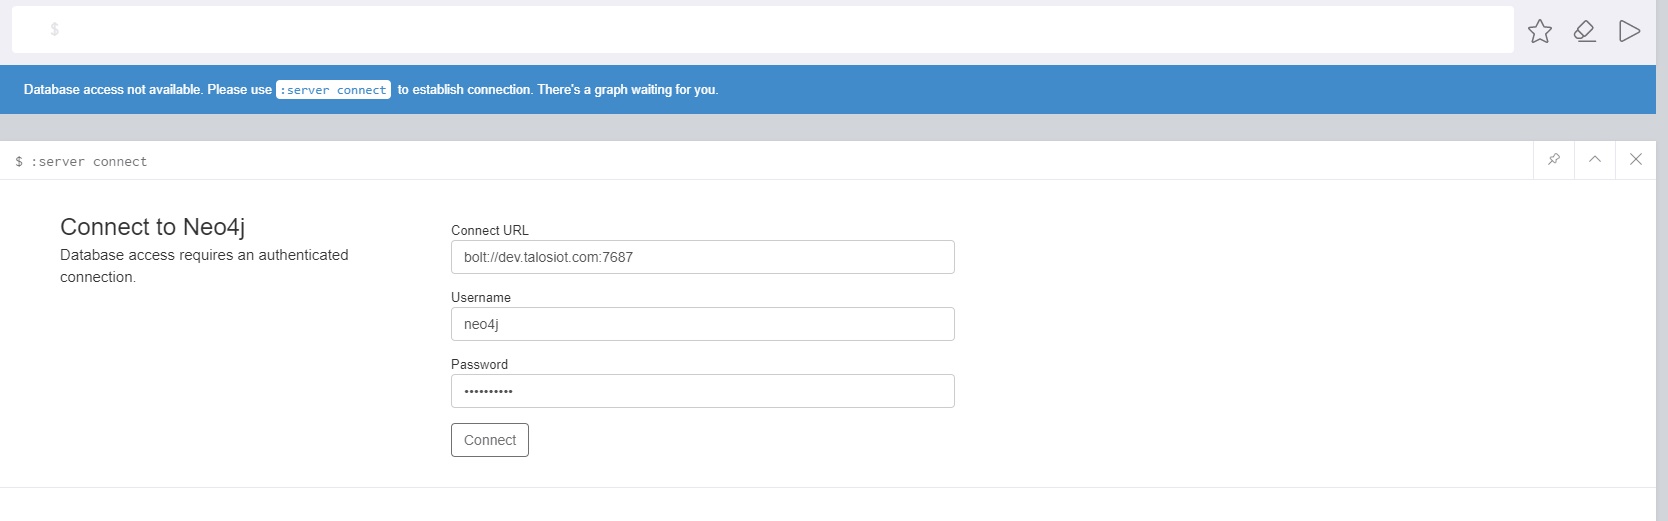 $
Database access not available. Please use :server connect to establish connection. There's a graph waiting for you.
$ :server connect
Connect to Neo4j
Database access requires an authenticated
connection.
Connect URL
bolt://dev.talosiot.com:7687
Username
neo4j
Password
••••••••••
Connect